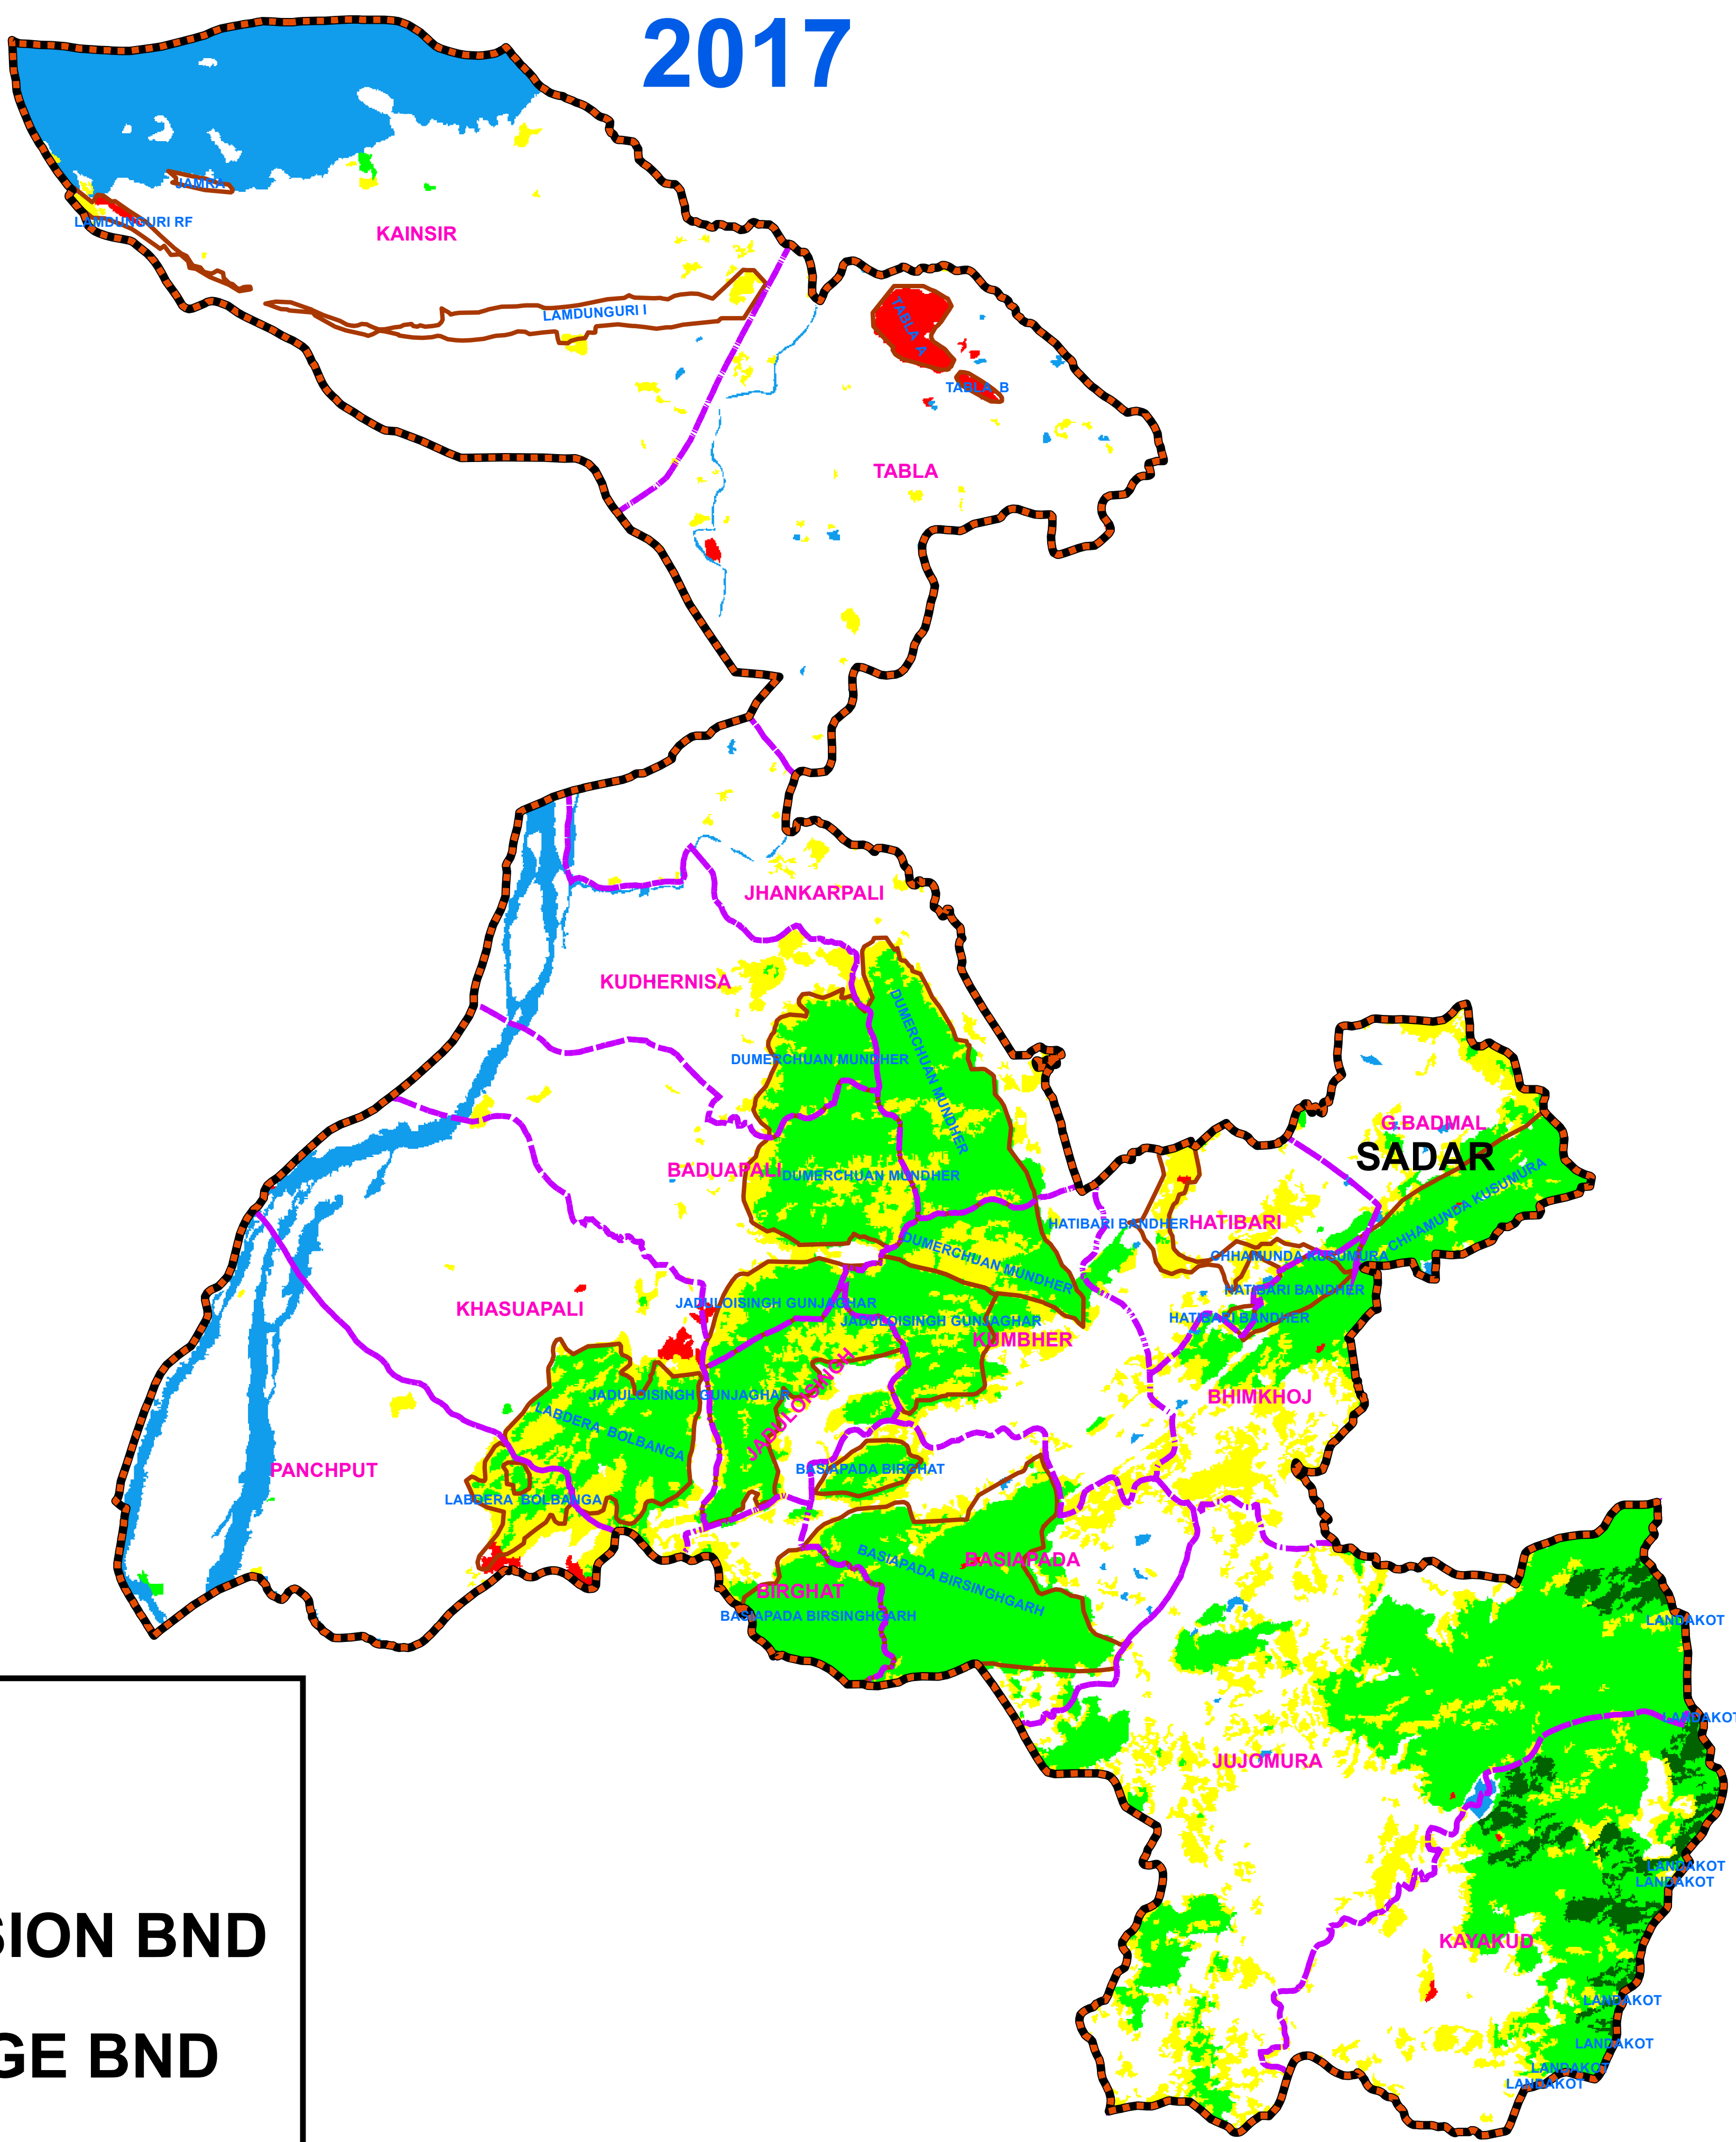 2017
JAMRA
LAMDUNGURI RF
KAINSIR
LAMDUNGURI I
TABLA A
TABLA B
TABLA
JHANKARPALI
KUDHERNISA
DUMERCHUAN MUNDHER
DUMERCHUAN MUNDHER
G.BADMAL
SADAR
BADUAPALI
DUMERCHUAN MUNDHER
CHHAMUNDA KUSUMURA
HATIBARI BANDHER
HATIBARI
DUMERCHUAN MUNDHER
CHHAMUNDA KUSUMURA
HATIBARI BANDHER
KHASUAPALI
JADULOISINGH GUNJAGHAR
JADULOISINGH GUNJAGHAR
HATIBARI BANDHER
KUMBHER
JADULOISINGH GUNJAGHAR
JADULOISINGH
BHIMKHOJ
LABDERA BOLBANGA
PANCHPUT
BASIAPADA BIRGHAT
LABDERA BOLBANGA
BASIAPADA
BASIAPADA BIRSINGHGARH
BIRGHAT
BASIAPADA BIRSINGHGARH
LANDAKOT
LANDAKOT
JUJOMURA
LANDAKOT
LANDAKOT
SION BND
KAYAKUD
LANDAKOT
GE BND
LANDAKOT
LANDAKOT
LANDAKOT